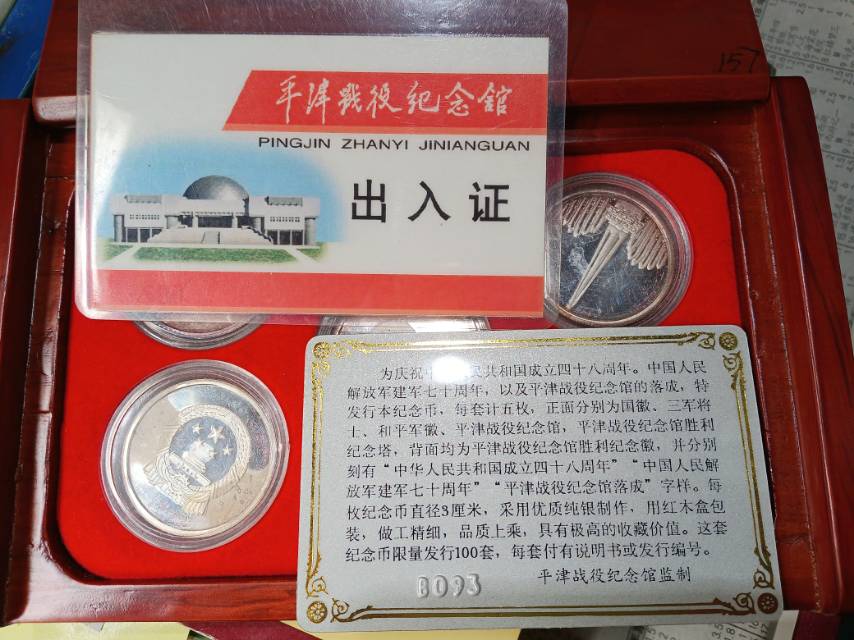 157
平津戰役纪念館
PINGJIN ZHANYI JINIANGUAN
出入证
为庆祝中 民共和国成立四十八周年。中国人民
解放军建军七十周年，以及平津战役纪念馆的落成，特
发行本纪念币，每套计五枚，正面分别为国徽、三军将
士、和平军徽、平津战役纪念馆，平津战役纪念馆胜利
纪念塔，背面均为平津战役纪念馆胜利纪念徽，并分别
刻有“中华人民共和国成立四十八周年”“中国人民解
放军建军七十周年”“平津战役纪念馆落成”字样。每
枚纪念币直径8厘米，采用优质纯银制作，用红木盒包
装，做工精细，品质上乘，具有极高的收藏价值。这套
纪念币限量发行100套，每套付有说明书或发行编号。
B093
平津战役纪念馆监制